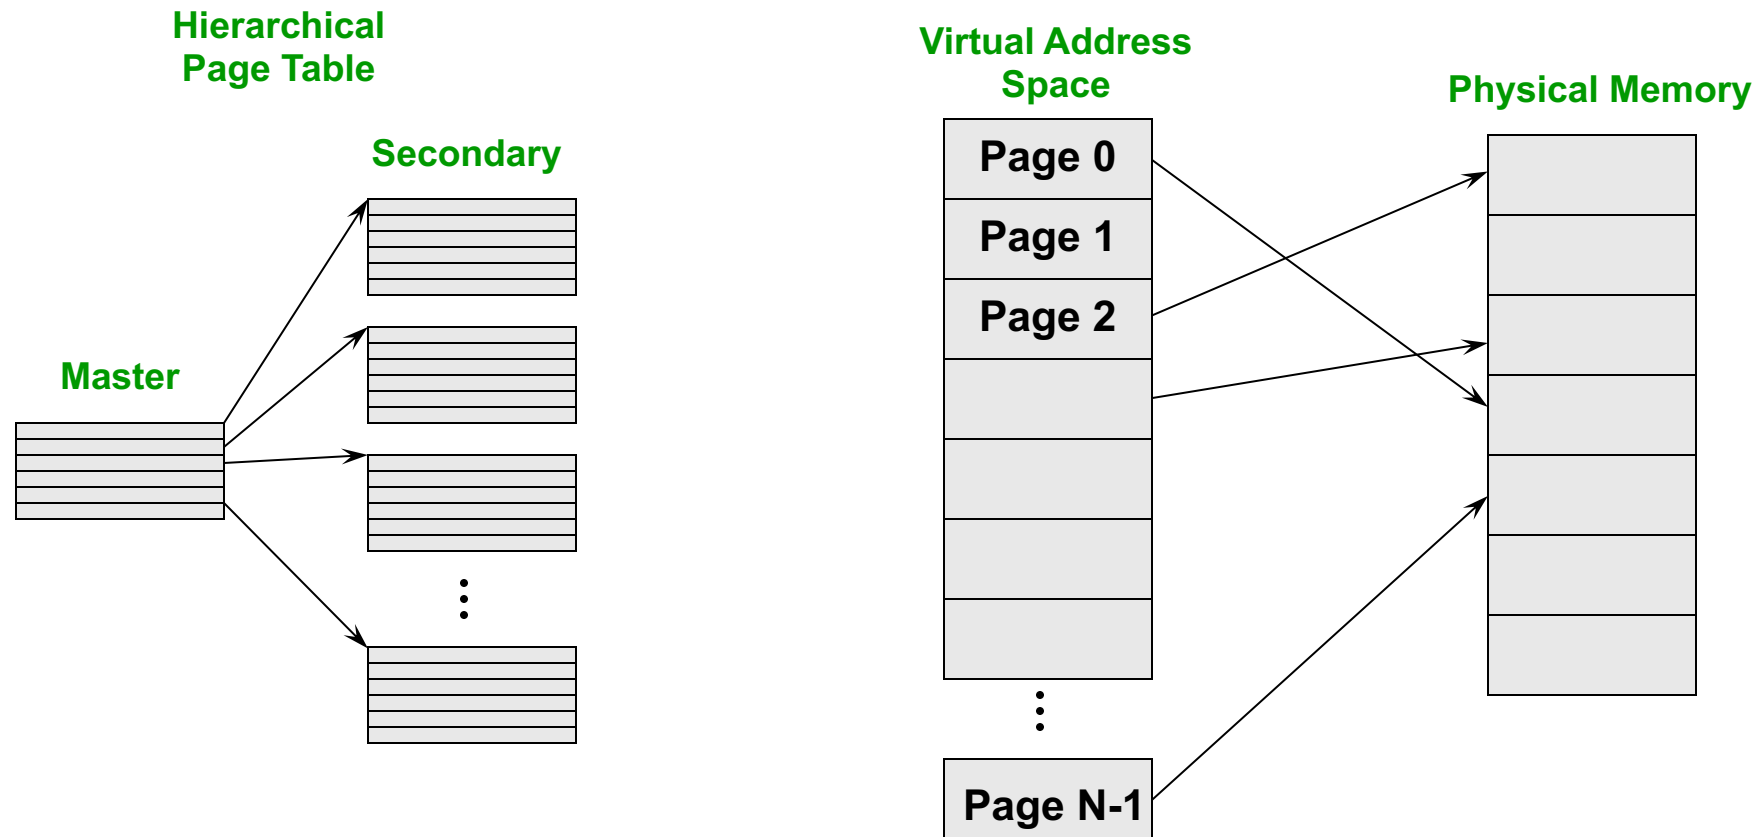 Hierarchical
Page Table
Secondary
Master
Virtual Address
Space
Page 0
Page 1
Page 2
Page N-1
Physical Memory